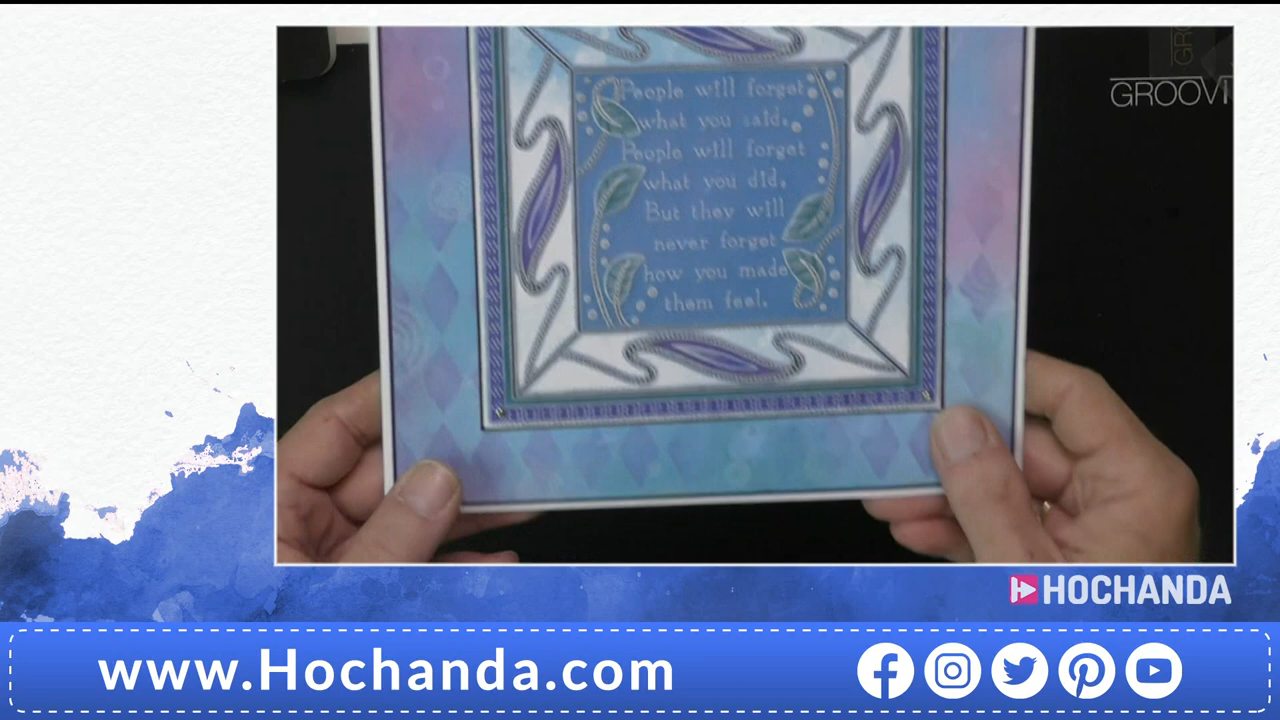 GROOVI
People will forget
what you said.
People will forget
what you did.
But they will
never forget
how you made
them feel.
HOCHANDA
www.Hochanda.com